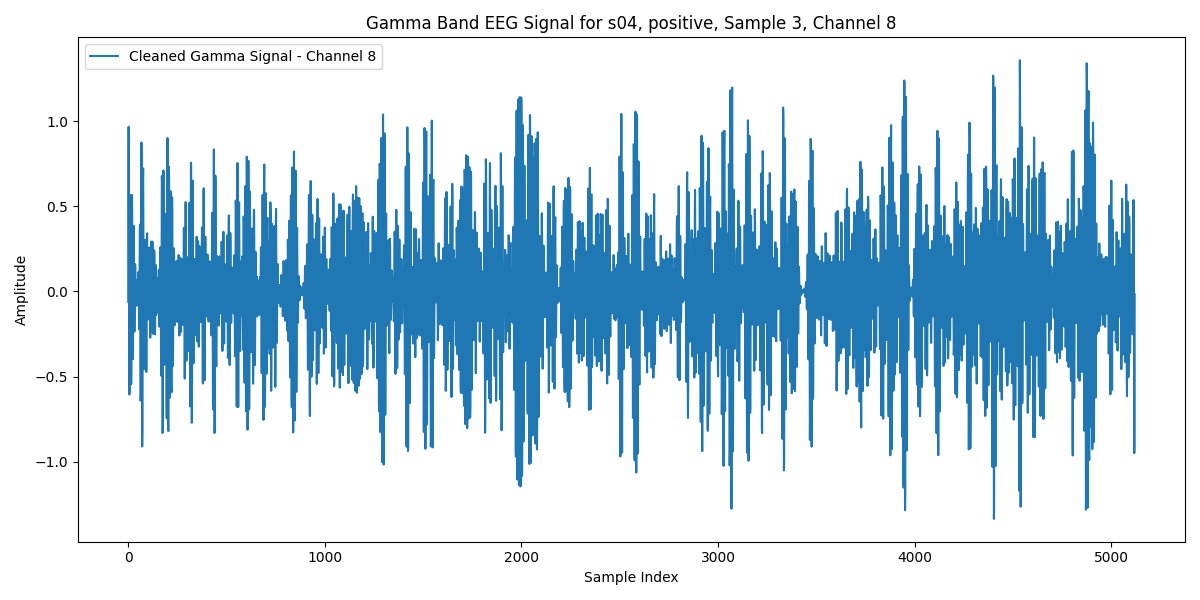 Gamma Band EEG Signal for s04, positive, Sample 3, Channel 8
Cleaned Gamma Signal - Channel 8
Amplitude
1.0
0.5
0.0
−0.5
−1.0
0 1000 2000 3000 4000 5000
Sample Index